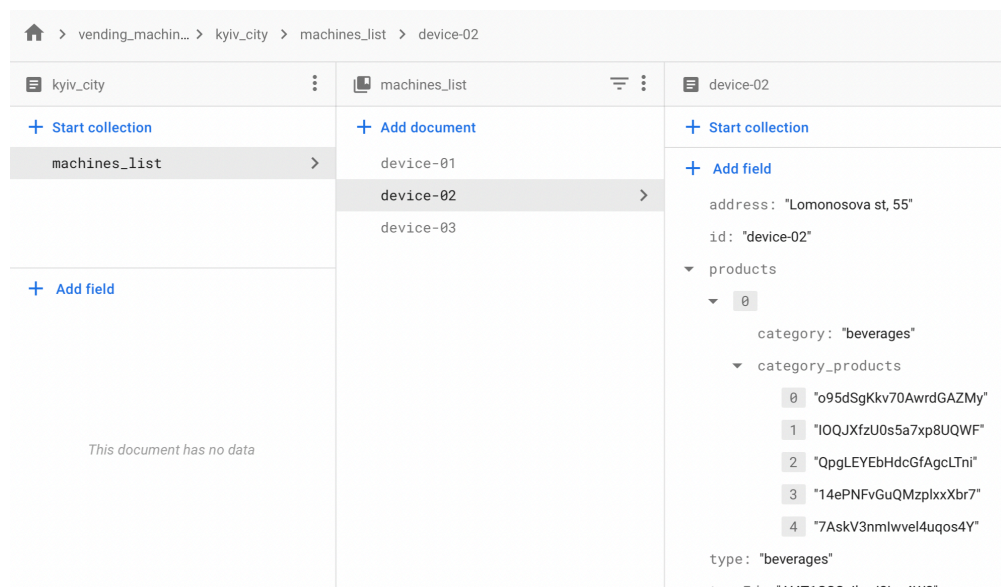 vending_machin... > kyiv_city > machines_list > device-02
kyiv_city
machines_list
device-02
+ Start collection
+ Add document
+ Start collection
machines_list
device-01
device-02
device-03
+ Add field
This document has no data
+ Add field
address: "Lomonosova st, 55"
id: "device-02"
products
0
category: "beverages"
category_products
0 "o95dSgKkv70AwrdGAZMy"
1 "IOQJXfzU0s5a7xp8UQWF"
2 "QpgLEYEbHdcGfAgcLTni"
3 "14ePNFvGuQMzplxxXbr7"
4 "7AskV3nmIwvel4uqos4Y"
type: "beverages"